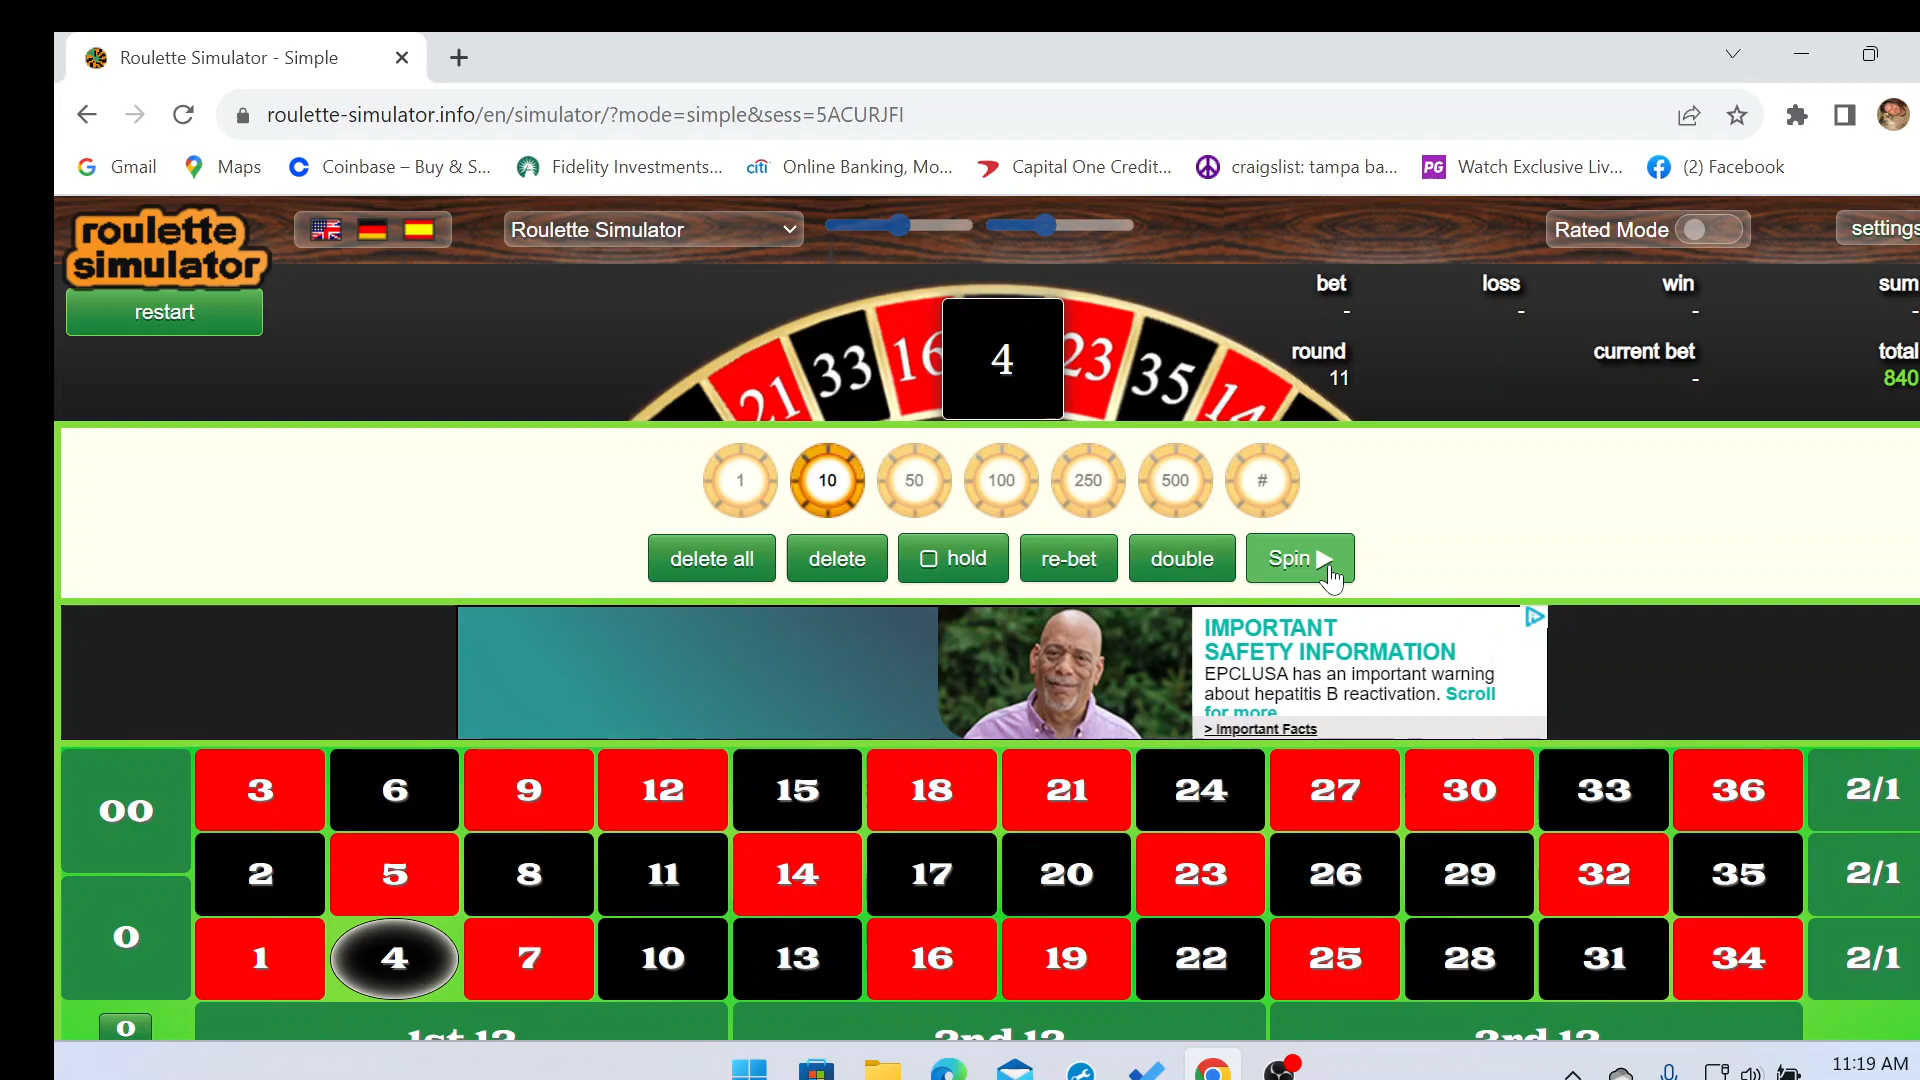 Roulette Simulator - Simple
roulette-simulator.info/en/simulator/?mode=simple&sess=5ACURJFI
Gmail Maps Coinbase – Buy & S... Fidelity Investments... citi Online Banking, Mo... Capital One Credit... craigslist: tampa ba... PG Watch Exclusive Liv... (2) Facebook
roulette
simulator
Roulette Simulator
Rated Mode
settings
restart
bet loss win sum
- - - -
round current bet total
11 - 840
21 33 16 4 23 35 14
1 10 50 100 250 500 #
delete all delete hold re-bet double Spin
IMPORTANT
SAFETY INFORMATION
EPCLUSA has an important warning
about hepatitis B reactivation. Scroll
for more
> Important Facts
00 3 6 9 12 15 18 21 24 27 30 33 36 2/1
2 5 8 11 14 17 20 23 26 29 32 35 2/1
0 1 4 7 10 13 16 19 22 25 28 31 34 2/1
0 1st 12 2nd 12 3rd 12
11:19 AM